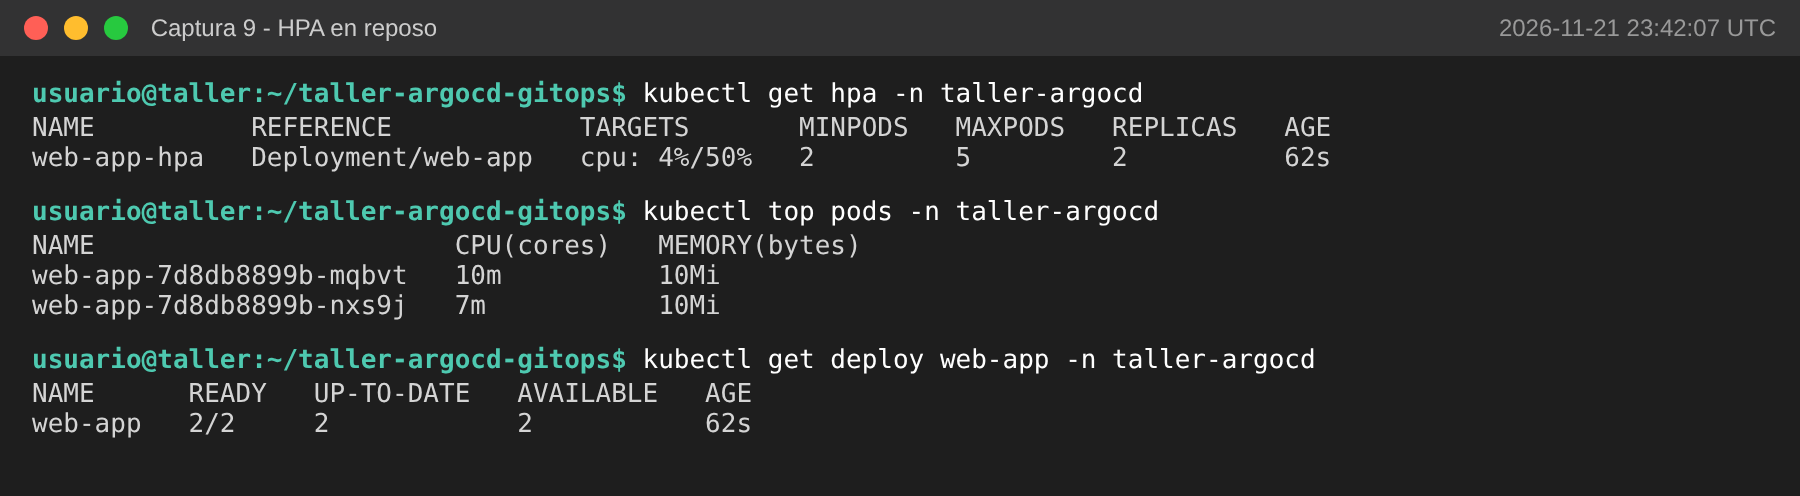 Captura 9 - HPA en reposo 2026-11-21 23:42:07 UTC
usuario@taller:~/taller-argocd-gitops$ kubectl get hpa -n taller-argocd
NAME          REFERENCE            TARGETS       MINPODS   MAXPODS   REPLICAS   AGE
web-app-hpa   Deployment/web-app   cpu: 4%/50%   2         5         2          62s
usuario@taller:~/taller-argocd-gitops$ kubectl top pods -n taller-argocd
NAME                       CPU(cores)   MEMORY(bytes)
web-app-7d8db8899b-mqbvt   10m          10Mi
web-app-7d8db8899b-nxs9j   7m           10Mi
usuario@taller:~/taller-argocd-gitops$ kubectl get deploy web-app -n taller-argocd
NAME      READY   UP-TO-DATE   AVAILABLE   AGE
web-app   2/2     2            2           62s